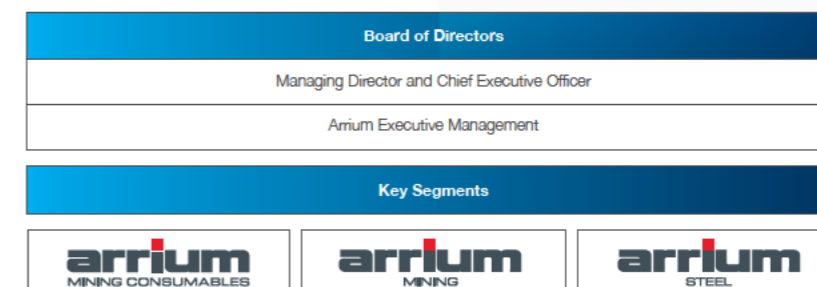 Board of Directors
Managing Director and Chief Executive Officer
Arrium Executive Management
Key Segments
arrium arrium arrium
MINING CONSUMABLES MINING STEEL